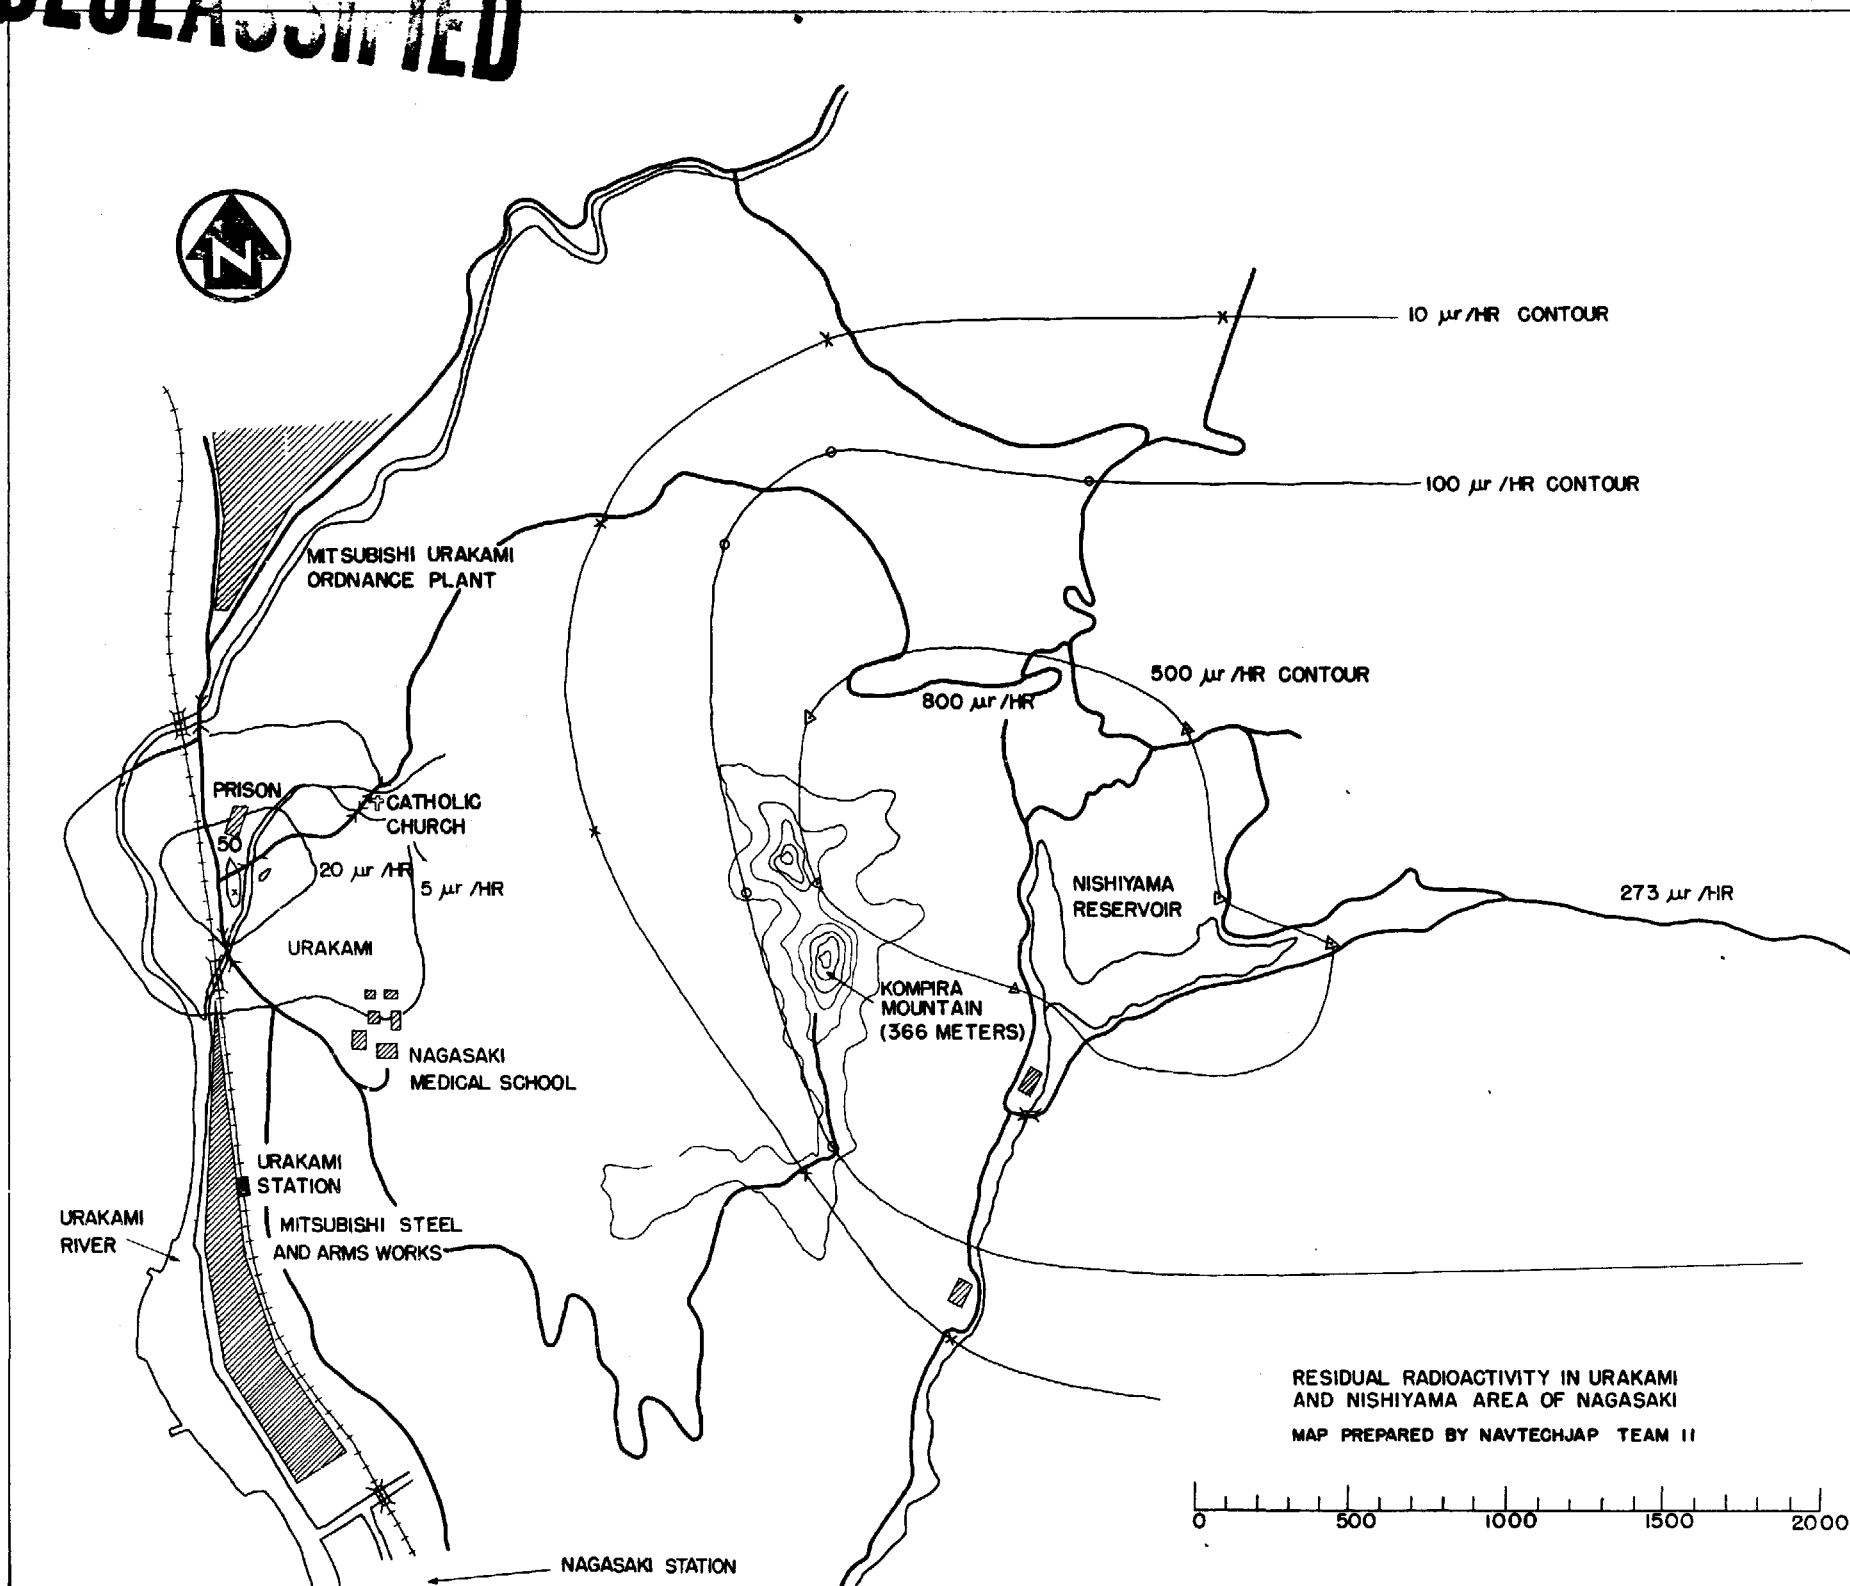 DECLASSIFIED
N
10 µr/HR CONTOUR
100 µr/HR CONTOUR
MITSUBISHI URAKAMI
ORDNANCE PLANT
500 µr/HR CONTOUR
800 µr/HR
PRISON
50
CATHOLIC
CHURCH
20 µr/HR
5 µr/HR
NISHIYAMA
RESERVOIR
273 µr/HR
URAKAMI
KOMPIRA
MOUNTAIN
(366 METERS)
NAGASAKI
MEDICAL SCHOOL
URAKAMI
STATION
URAKAMI
RIVER
MITSUBISHI STEEL
AND ARMS WORKS
RESIDUAL RADIOACTIVITY IN URAKAMI
AND NISHIYAMA AREA OF NAGASAKI
MAP PREPARED BY NAVTECHJAP TEAM 11
0 500 1000 1500 2000
NAGASAKI STATION